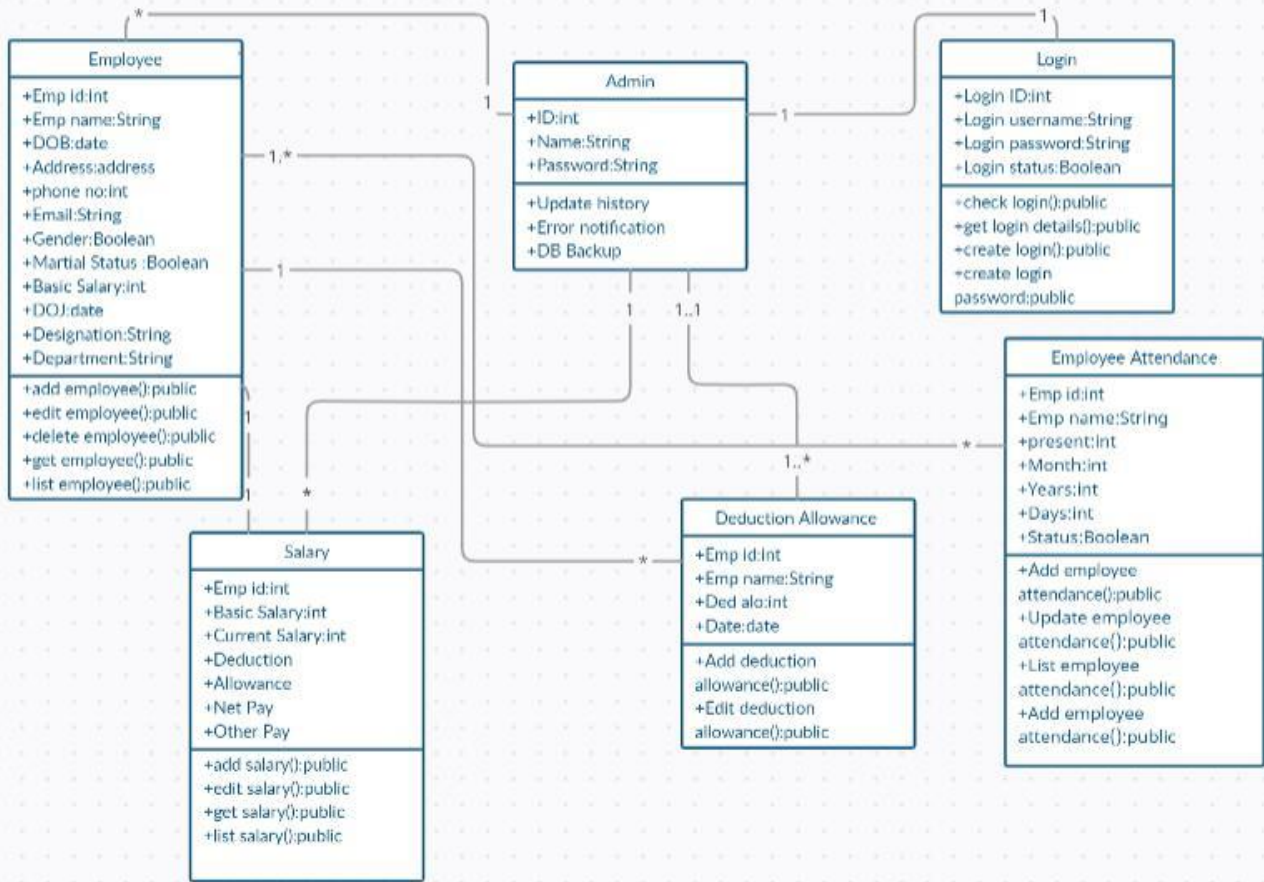 *
1
Employee
+Emp id:int
+Emp name:String
+DOB:date
+Address:address
+phone no:int
+Email:String
+Gender:Boolean
+Martial Status :Boolean
+Basic Salary:int
+DOJ:date
+Designation:String
+Department:String
+add employee():public
+edit employee():public
+delete employee():public
+get employee():public
+list employee():public
1
Admin
+ID:int
+Name:String
+Password:String
+Update history
+Error notification
+DB Backup
1
Login
+Login ID:int
+Login username:String
+Login password:String
+Login status:Boolean
+check login():public
+get login details():public
+create login():public
+create login
password:public
1,*
1
1
1..1
1
1
*
*
1..*
*
Salary
+Emp id:int
+Basic Salary:int
+Current Salary:int
+Deduction
+Allowance
+Net Pay
+Other Pay
+add salary():public
+edit salary():public
+get salary():public
+list salary():public
Deduction Allowance
+Emp id:int
+Emp name:String
+Ded alo:int
+Date:date
+Add deduction
allowance():public
+Edit deduction
allowance():public
Employee Attendance
+Emp id:int
+Emp name:String
+present:int
+Month:int
+Years:int
+Days:int
+Status:Boolean
+Add employee
attendance():public
+Update employee
attendance():public
+List employee
attendance():public
+Add employee
attendance():public